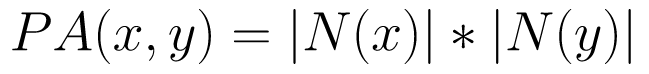 PA(x, y) = |N(x)| ∗ |N(y)|